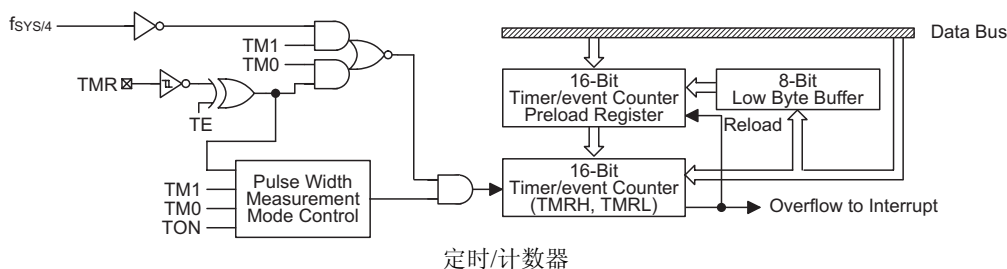 fSYS/4
TM1
TM0
TMR
TE
TM1
TM0
TON
Pulse Width
Measurement
Mode Control
Data Bus
16-Bit
Timer/event Counter
Preload Register
8-Bit
Low Byte Buffer
Reload
16-Bit
Timer/event Counter
(TMRH, TMRL)
Overflow to Interrupt
定时/计数器